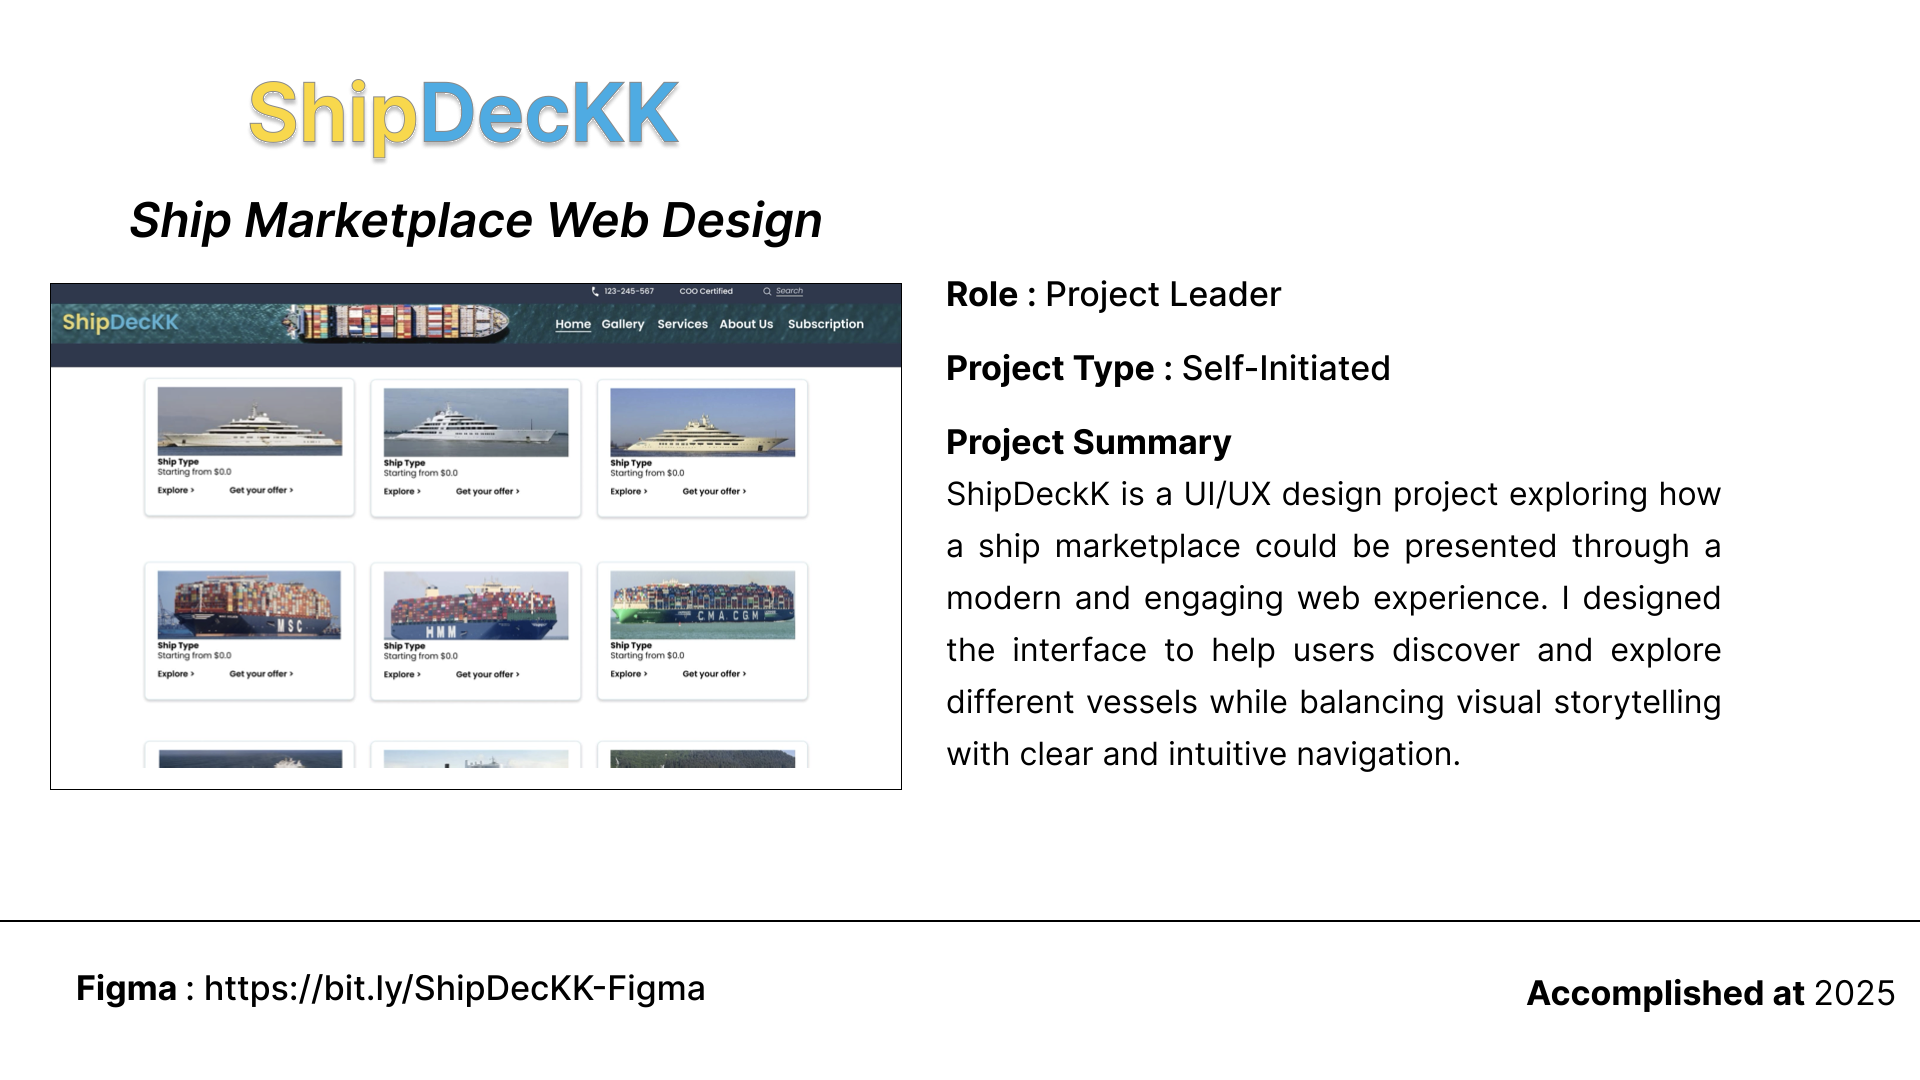 ShipDecKK
Ship Marketplace Web Design
123-245-567 COO Certified Search
ShipDecKK
Home Gallery Services About Us Subscription
Ship Type
Starting from $0.0
Explore > Get your offer >
Ship Type
Starting from $0.0
Explore > Get your offer >
Ship Type
Starting from $0.0
Explore > Get your offer >
MSC
Ship Type
Starting from $0.0
Explore > Get your offer >
HMM
Ship Type
Starting from $0.0
Explore > Get your offer >
CMA CGM
Ship Type
Starting from $0.0
Explore > Get your offer >
Role : Project Leader
Project Type : Self-Initiated
Project Summary
ShipDeckK is a UI/UX design project exploring how
a ship marketplace could be presented through a
modern and engaging web experience. I designed
the interface to help users discover and explore
different vessels while balancing visual storytelling
with clear and intuitive navigation.
Figma : https://bit.ly/ShipDecKK-Figma
Accomplished at 2025